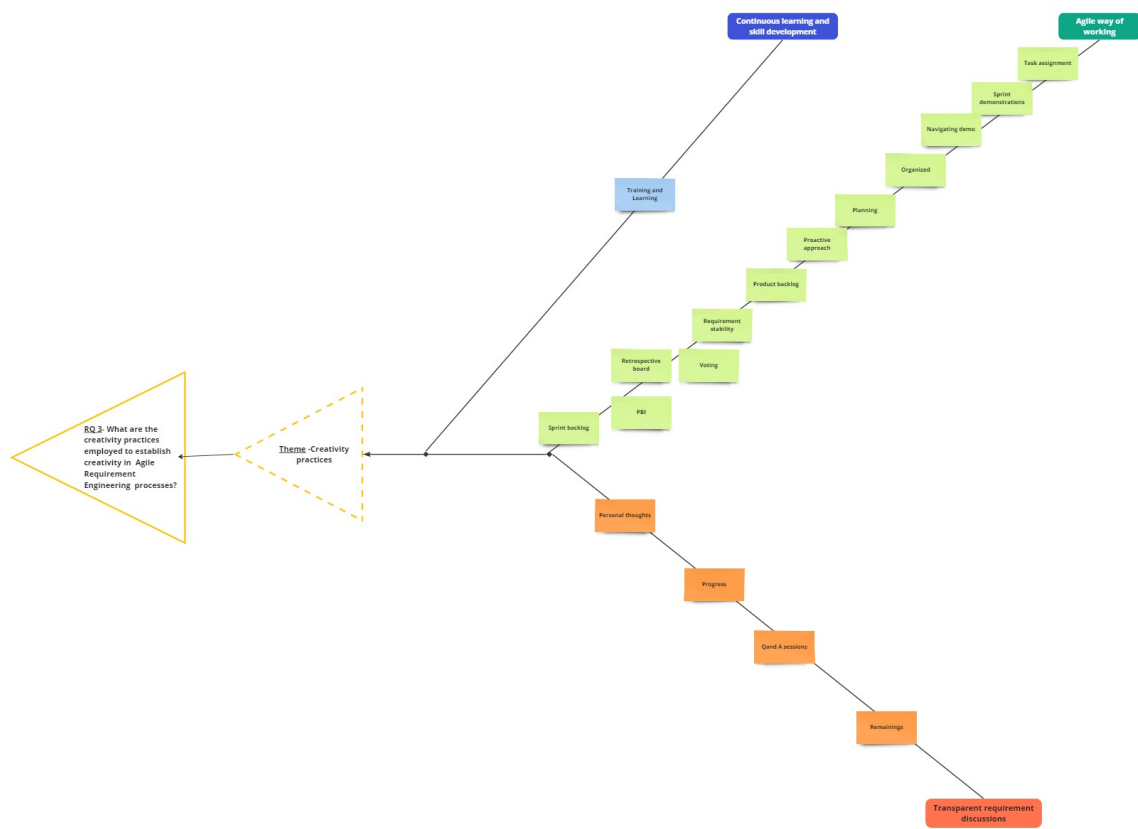 Continuous learning and
skill development
Agile way of
working
Task assignment
Sprint
demonstrations
Navigating demo
Organized
Training and
Learning
Planning
Proactive
approach
Product backlog
Requirement
stability
Retrospective
board
Voting
PBI
Sprint backlog
RQ 3- What are the
creativity practices
employed to establish
creativity in Agile
Requirement
Engineering processes?
Theme -Creativity
practices
Personal thoughts
Progress
Qand A sessions
Remainings
Transparent requirement
discussions